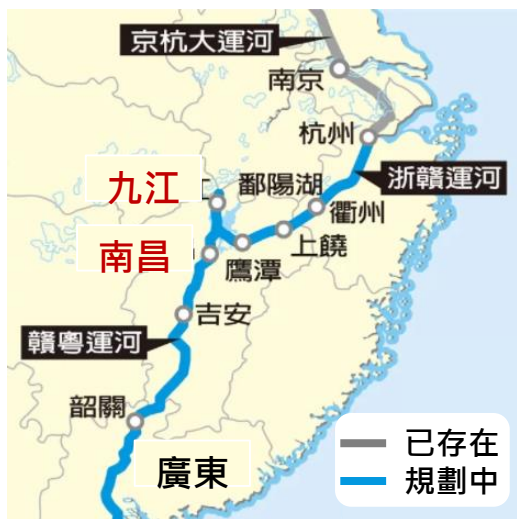 京杭大運河
南京
杭州
九江
鄱陽湖
浙贛運河
衢州
南昌
上饒
鷹潭
吉安
贛粵運河
韶關
廣東
已存在
規劃中